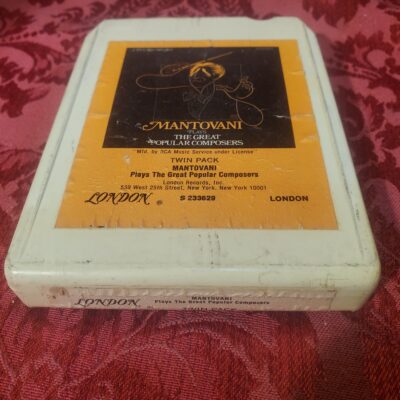 MANTOVANI
PLAYS
THE GREAT
POPULAR COMPOSERS
"Mfd. by RCA Music Service under License"
TWIN PACK
MANTOVANI
Plays The Great Popular Composers
London Records, Inc.
539 West 25th Street, New York, New York 10001
LONDON S 233629 LONDON
LONDON MANTOVANI
Plays The Great Popular Composers